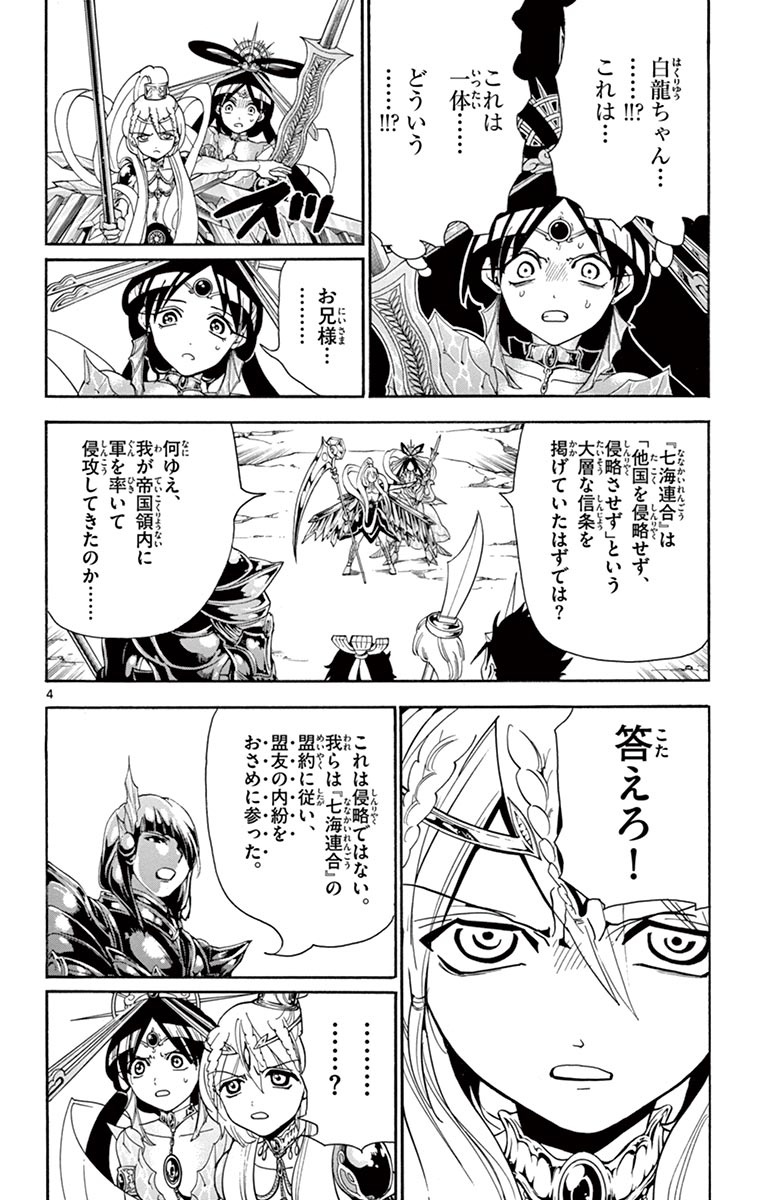 白龍ちゃん…
……!!?
これは…
これは
一体……
どういう
……!!?
ズッ
お兄様…
………
『七海連合』は
「他国を侵略せず、
侵略させず」という
大層な信条を
掲げていたはずでは?
何ゆえ、
我が帝国領内に
軍を率いて
侵攻してきたのか……
4
答えろ!
これは侵略ではない。
我らは『七海連合』の
盟約に従い、
盟友の内紛を
おさめに参った。
………
………?